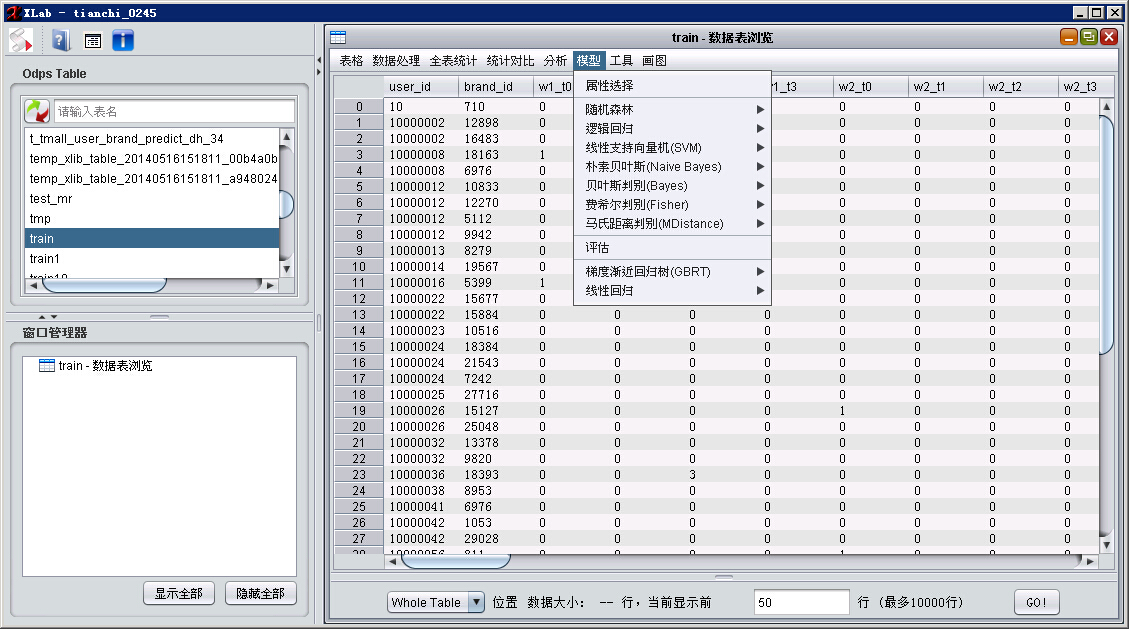 XLab - tianchi_0245
Odps Table
请输入表名
t_tmall_user_brand_predict_dh_34
temp_xlib_table_20140516151811_00b4a0b
temp_xlib_table_20140516151811_a948024
test_mr
tmp
train
train1
窗口管理器
train - 数据表浏览
显示全部 隐藏全部
train - 数据表浏览
表格 数据处理 全表统计 统计对比 分析 模型 工具 画图
属性选择
随机森林
逻辑回归
线性支持向量机(SVM)
朴素贝叶斯(Naive Bayes)
贝叶斯判别(Bayes)
费希尔判别(Fisher)
马氏距离判别(MDistance)
评估
梯度渐近回归树(GBRT)
线性回归
user_id brand_id w1_t0 _t3 w2_t0 w2_t1 w2_t2 w2_t3
0 10 710 0 0 0 0 0
1 10000002 12898 0 0 0 0 0
2 10000002 16483 0 0 0 0 0
3 10000008 18163 1 0 0 0 0
4 10000008 6976 0 0 0 0 0
5 10000012 10833 0 0 0 0 0
6 10000012 12270 0 0 0 0 0
7 10000012 5112 0 0 0 0 0
8 10000012 9942 0 0 0 0 0
9 10000013 8279 0 0 0 0 0
10 10000014 19567 0 0 0 0 0
11 10000016 5399 1 0 0 0 0
12 10000022 15677 0 0 0 0 0
13 10000022 15884 0 0 0 0 0 0 0 0
14 10000023 10516 0 0 0 0 0 0 0 0
15 10000024 18384 0 0 0 0 0 0 0 0
16 10000024 21543 0 0 0 0 0 0 0 0
17 10000024 7242 0 0 0 0 0 0 0 0
18 10000025 27716 0 0 0 0 0 0 0 0
19 10000026 15127 0 0 0 0 1 0 0 0
20 10000026 25048 0 0 0 0 0 0 0 0
21 10000032 13378 0 0 0 0 0 0 0 0
22 10000032 9820 0 0 0 0 0 0 0 0
23 10000036 18393 0 0 3 0 0 0 0 0
24 10000038 8953 0 0 0 0 0 0 0 0
25 10000041 6976 0 0 0 0 0 0 0 0
26 10000042 1053 0 0 0 0 0 0 0 0
27 10000042 29028 0 0 0 0 0 0 0 0
Whole Table 位置 数据大小： -- 行，当前显示前 50 行（最多10000行） GO!